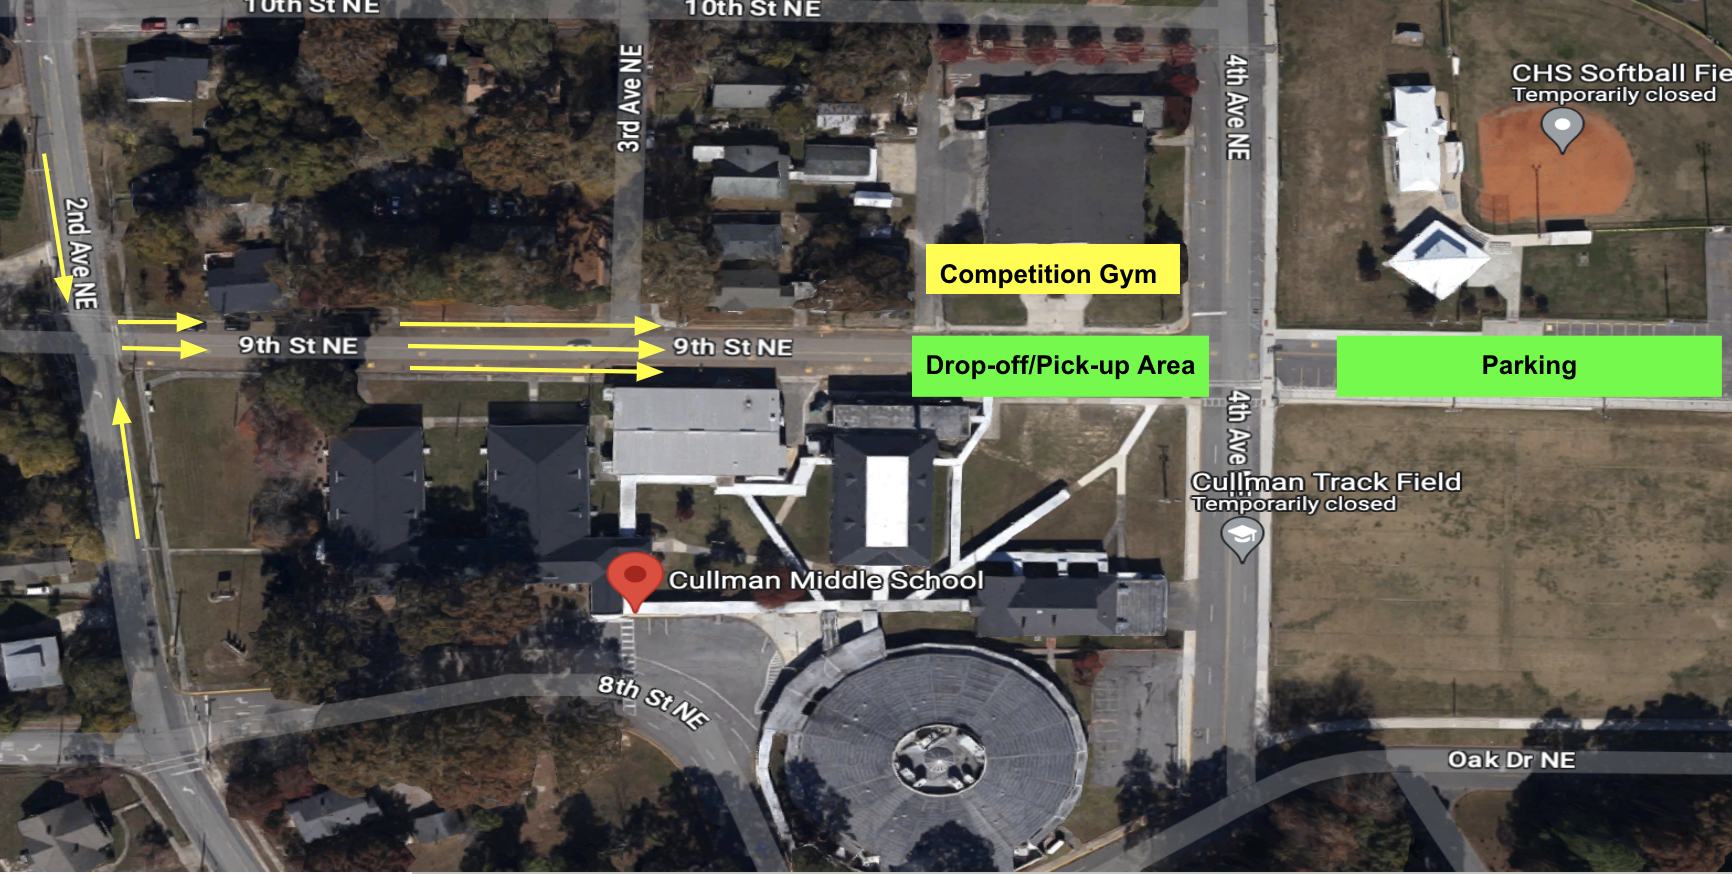 10th St NE
10th St NE
3rd Ave NE
4th Ave NE
CHS Softball Fie
Temporarily closed
2nd Ave NE
Competition Gym
9th St NE
9th St NE
Drop-off/Pick-up Area
Parking
4th Ave
Cullman Track Field
Temporarily closed
Cullman Middle School
8th St NE
Oak Dr NE